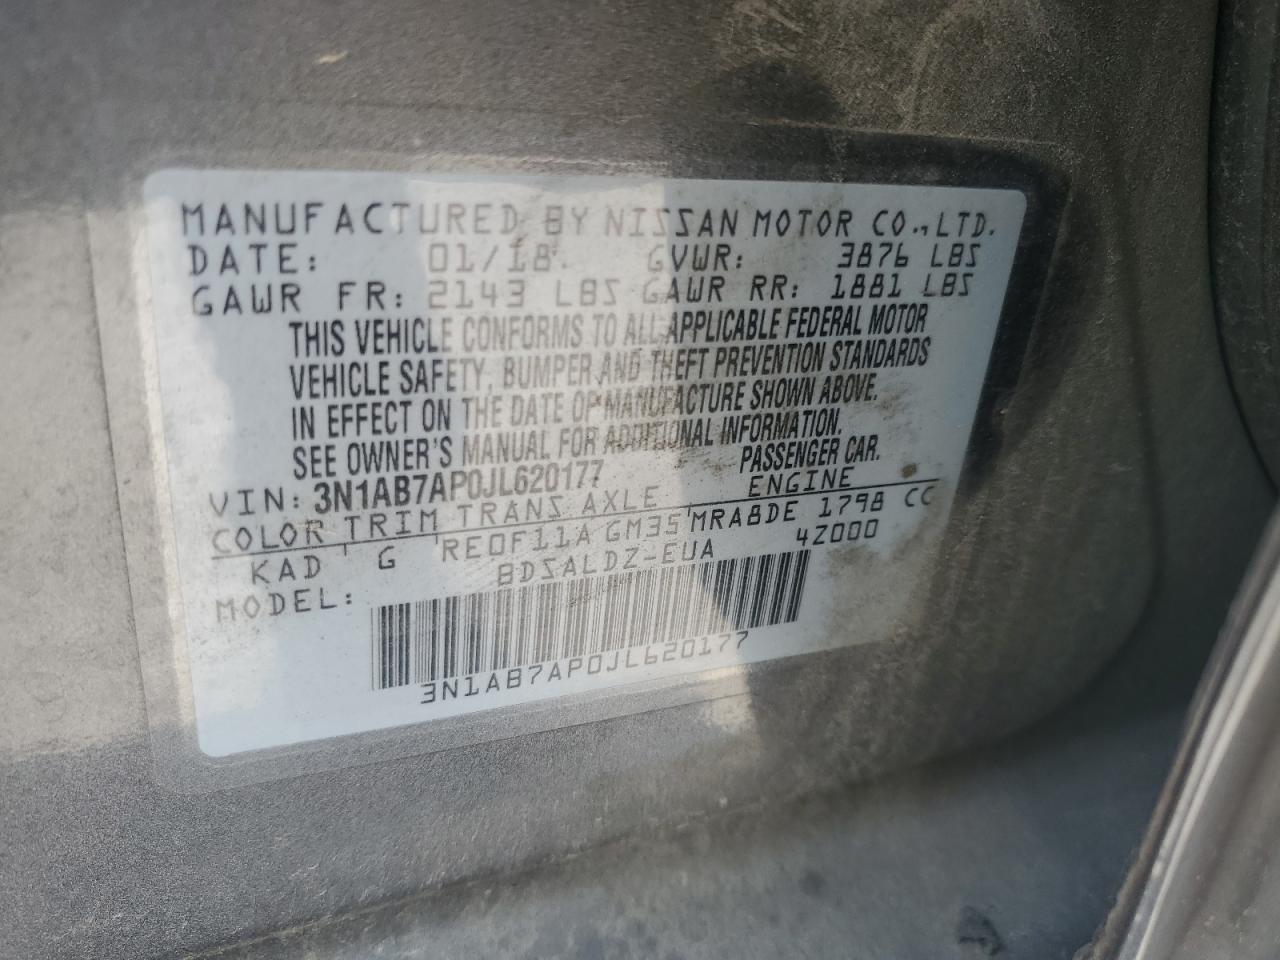 MANUFACTURED BY NISSAN MOTOR CO., LTD.
DATE: 01/18 GVWR: 3876 LBS
GAWR FR: 2143 LBS GAWR RR: 1881 LBS
THIS VEHICLE CONFORMS TO ALL APPLICABLE FEDERAL MOTOR
VEHICLE SAFETY, BUMPER AND THEFT PREVENTION STANDARDS
IN EFFECT ON THE DATE OF MANUFACTURE SHOWN ABOVE.
SEE OWNER'S MANUAL FOR ADDITIONAL INFORMATION.
VIN: 3N1AB7AP0JL620177 PASSENGER CAR.
COLOR TRIM TRANS AXLE ENGINE
KAD G RE0F11A GM35 MRA8DE 1798 CC
MODEL: BDSALDZ-EUA 4Z000
3N1AB7AP0JL620177